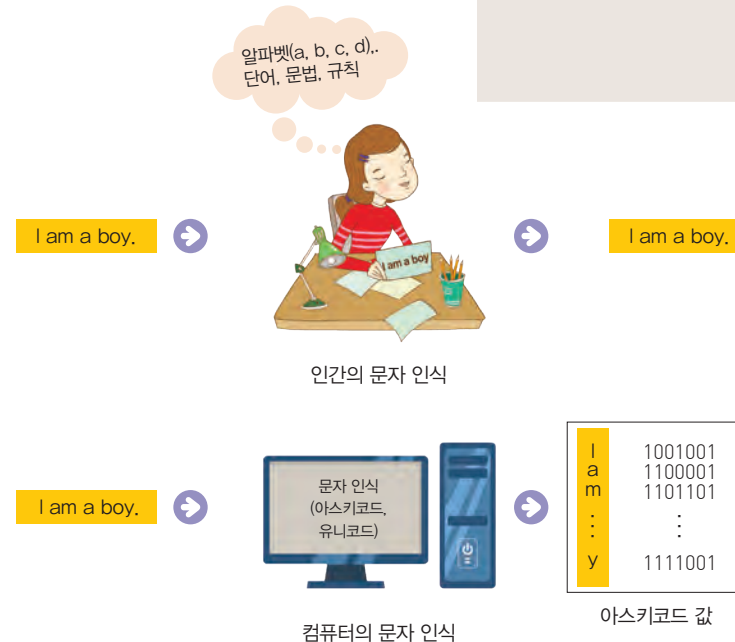 알파벳(a, b, c, d),.
단어, 문법, 규칙
I am a boy.
I am a boy
I am a boy.
인간의 문자 인식
I am a boy.
문자 인식
(아스키코드,
유니코드)
I 1001001
a 1100001
m 1101101
⋮ ⋮
y 1111001
아스키코드 값
컴퓨터의 문자 인식